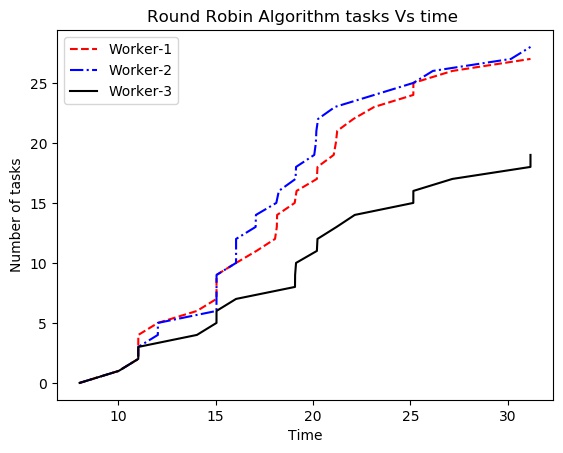 Round Robin Algorithm tasks Vs time
Worker-1
Worker-2
Worker-3
Number of tasks
25
20
15
10
5
0
10 15 20 25 30
Time